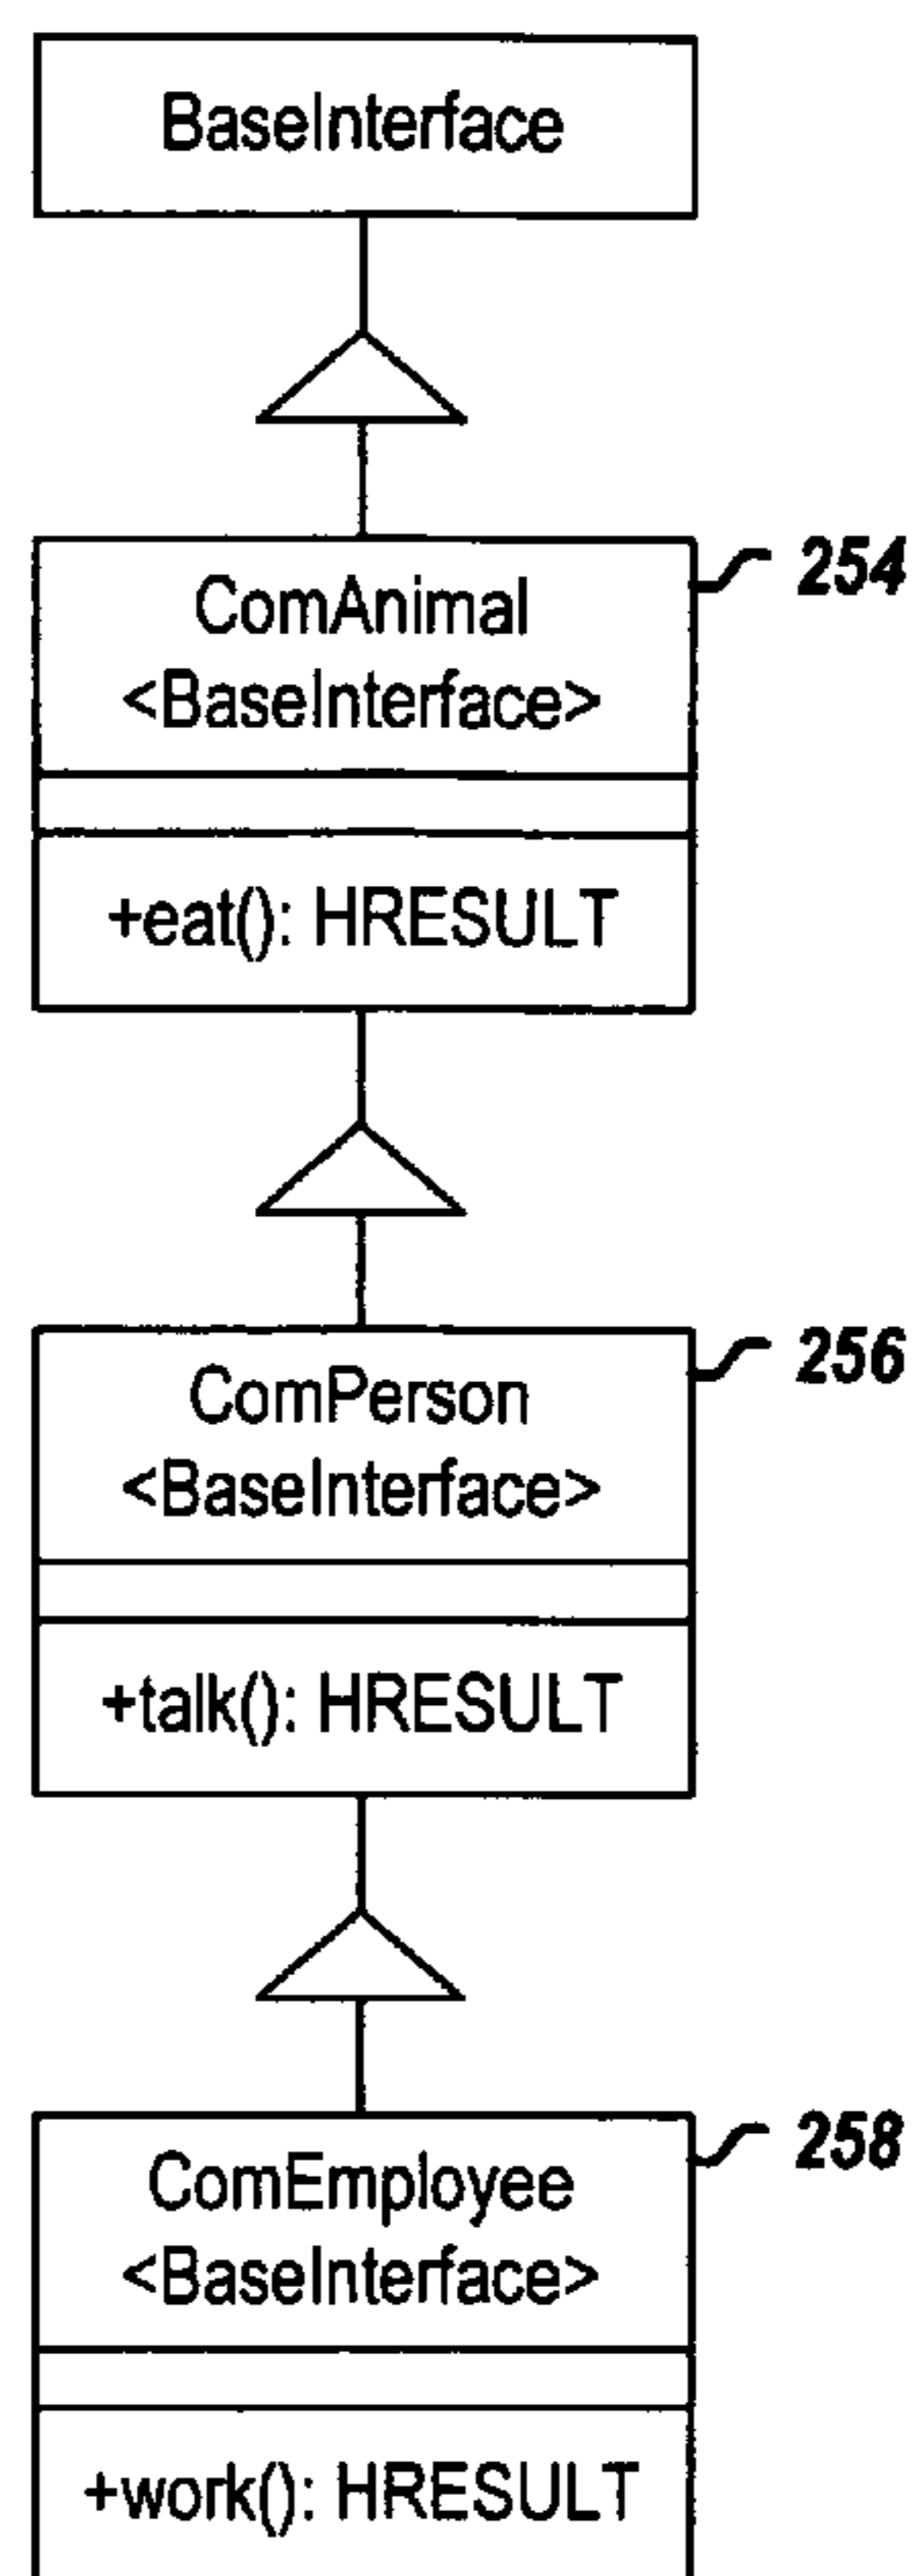 BaseInterface
254
ComAnimal
<BaseInterface>
+eat(): HRESULT
256
ComPerson
<BaseInterface>
+talk(): HRESULT
258
ComEmployee
<BaseInterface>
+work(): HRESULT